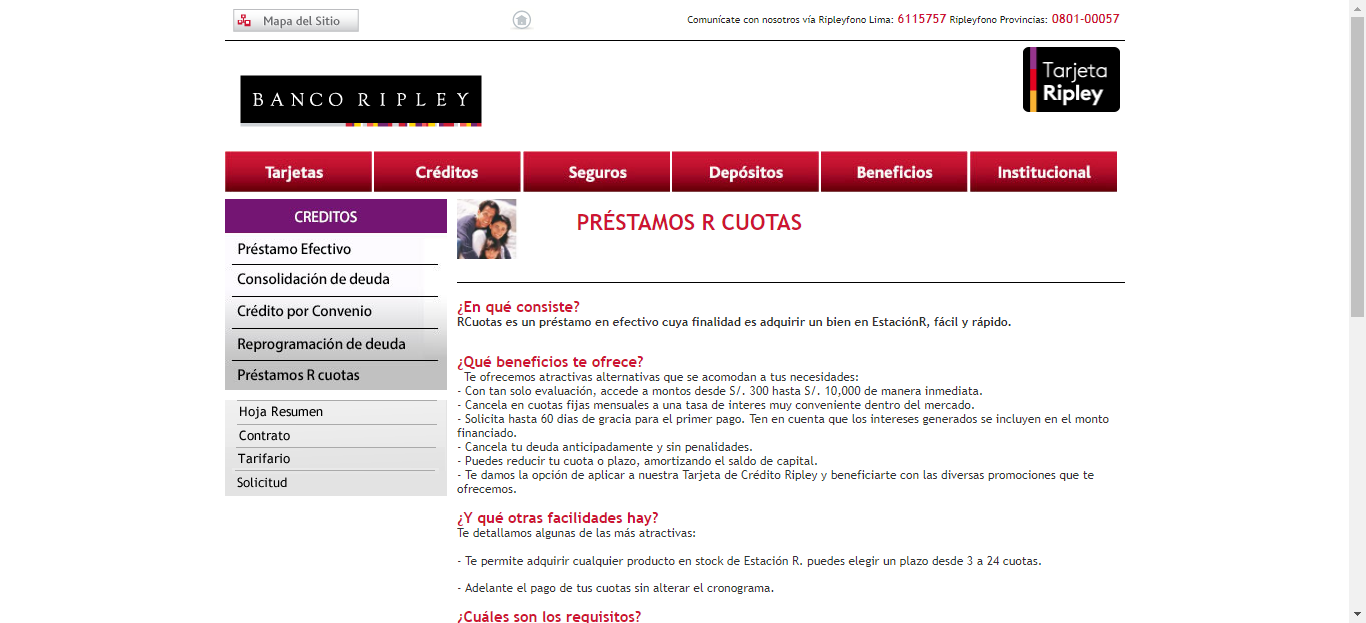 Mapa del Sitio
Comunícate con nosotros vía Ripleyfono Lima: 6115757 Ripleyfono Provincias: 0801-00057
Tarjeta
Ripley
BANCO RIPLEY
Tarjetas
Créditos
Seguros
Depósitos
Beneficios
Institucional
CREDITOS
Préstamo Efectivo
Consolidación de deuda
Crédito por Convenio
Reprogramación de deuda
Préstamos R cuotas
Hoja Resumen
Contrato
Tarifario
Solicitud
PRÉSTAMOS R CUOTAS
¿En qué consiste?
RCuotas es un préstamo en efectivo cuya finalidad es adquirir un bien en EstaciónR, fácil y rápido.
¿Qué beneficios te ofrece?
Te ofrecemos atractivas alternativas que se acomodan a tus necesidades:
- Con tan solo evaluación, accede a montos desde S/. 300 hasta S/. 10,000 de manera inmediata.
- Cancela en cuotas fijas mensuales a una tasa de interes muy conveniente dentro del mercado.
- Solicita hasta 60 dias de gracia para el primer pago. Ten en cuenta que los intereses generados se incluyen en el monto
financiado.
- Cancela tu deuda anticipadamente y sin penalidades.
- Puedes reducir tu cuota o plazo, amortizando el saldo de capital.
- Te damos la opción de aplicar a nuestra Tarjeta de Crédito Ripley y beneficiarte con las diversas promociones que te
ofrecemos.
¿Y qué otras facilidades hay?
Te detallamos algunas de las más atractivas:
- Te permite adquirir cualquier producto en stock de Estación R. puedes elegir un plazo desde 3 a 24 cuotas.
- Adelante el pago de tus cuotas sin alterar el cronograma.
¿Cuáles son los requisitos?